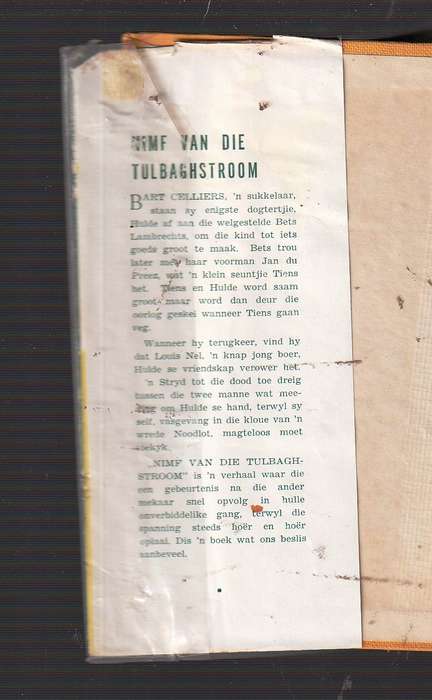 NIMF VAN DIE
TULBAGHSTROOM
BART CELLIERS, 'n sukkelaar,
staan sy enigste dogtertjie,
Hulde af aan die welgestelde Bets
Lambrechts, om die kind tot iets
goeds groot te maak. Bets trou
later met haar voorman Jan du
Preez, wat 'n klein seuntjie Tiens
het. Tiens en Hulde word saam
groot maar word dan deur die
oorlog geskei wanneer Tiens gaan
veg.
Wanneer hy terugkeer, vind hy
dat Louis Nel, 'n knap jong boer,
Hulde se vriendskap verower het.
'n Stryd tot die dood toe dreig
tussen die twee manne wat mee-
om Hulde se hand, terwyl sy
self, vasgevang in die kloue van 'n
wrede Noodlot, magteloos moet
toekyk.
„NIMF VAN DIE TULBAGH-
STROOM" is 'n verhaal waar die
een gebeurtenis na die ander
mekaar snel opvolg in hulle
onverbiddelike gang, terwyl die
spanning steeds hoër en hoër
oplaai. Dis 'n boek wat ons beslis
aanbeveel.